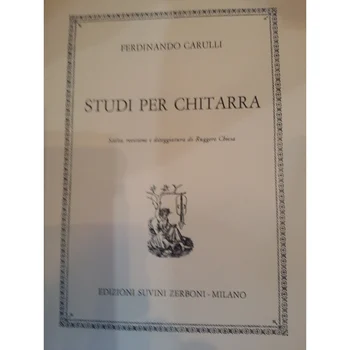 FERDINANDO CARULLI
STUDI PER CHITARRA
Scelta, revisione e diteggiatura di Ruggero Chiesa
EDIZIONI SUVINI ZERBONI - MILANO